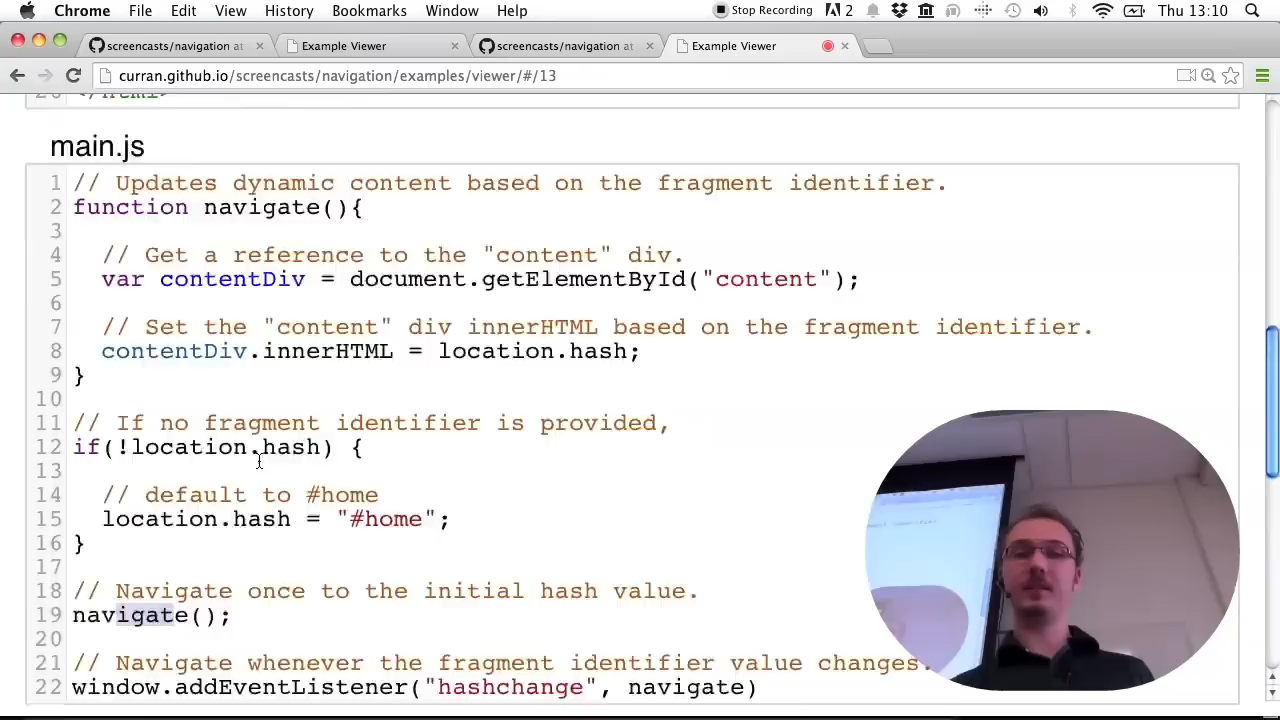 Chrome File Edit View History Bookmarks Window Help Stop Recording 2 Thu 13:10
screencasts/navigation at × Example Viewer × screencasts/navigation at × Example Viewer ×
curran.github.io/screencasts/navigation/examples/viewer/#/13
main.js
1 // Updates dynamic content based on the fragment identifier.
2 function navigate(){
3
4 // Get a reference to the "content" div.
5 var contentDiv = document.getElementById("content");
6
7 // Set the "content" div innerHTML based on the fragment identifier.
8 contentDiv.innerHTML = location.hash;
9 }
10
11 // If no fragment identifier is provided,
12 if(!location.hash) {
13
14 // default to #home
15 location.hash = "#home";
16 }
17
18 // Navigate once to the initial hash value.
19 navigate();
20
21 // Navigate whenever the fragment identifier value changes.
22 window.addEventListener("hashchange", navigate)